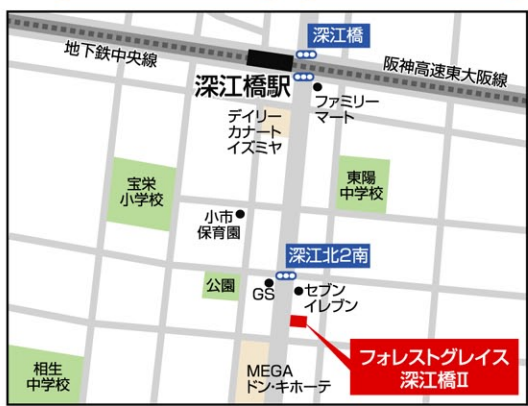 深江橋
地下鉄中央線
阪神高速東大阪線
深江橋駅
ファミリー
マート
デイリー
カナート
イズミヤ
宝栄
小学校
東陽
中学校
小市
保育園
深江北2南
公園
GS
セブン
イレブン
フォレストグレイス
深江橋II
相生
中学校
MEGA
ドン・キホーテ